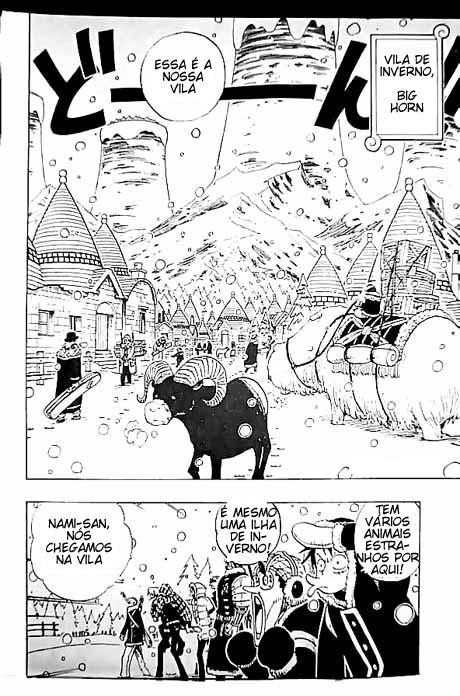 VILA DE
INVERNO,
BIG
HORN
ESSA É A
NOSSA
VILA
どーーん
TEM
VÁRIOS
ANIMAIS
ESTRA-
NHOS POR
AQUI!
É MESMO
UMA ILHA
DE IN-
VERNO!
NAMI-SAN,
NÓS
CHEGAMOS
NA VILA